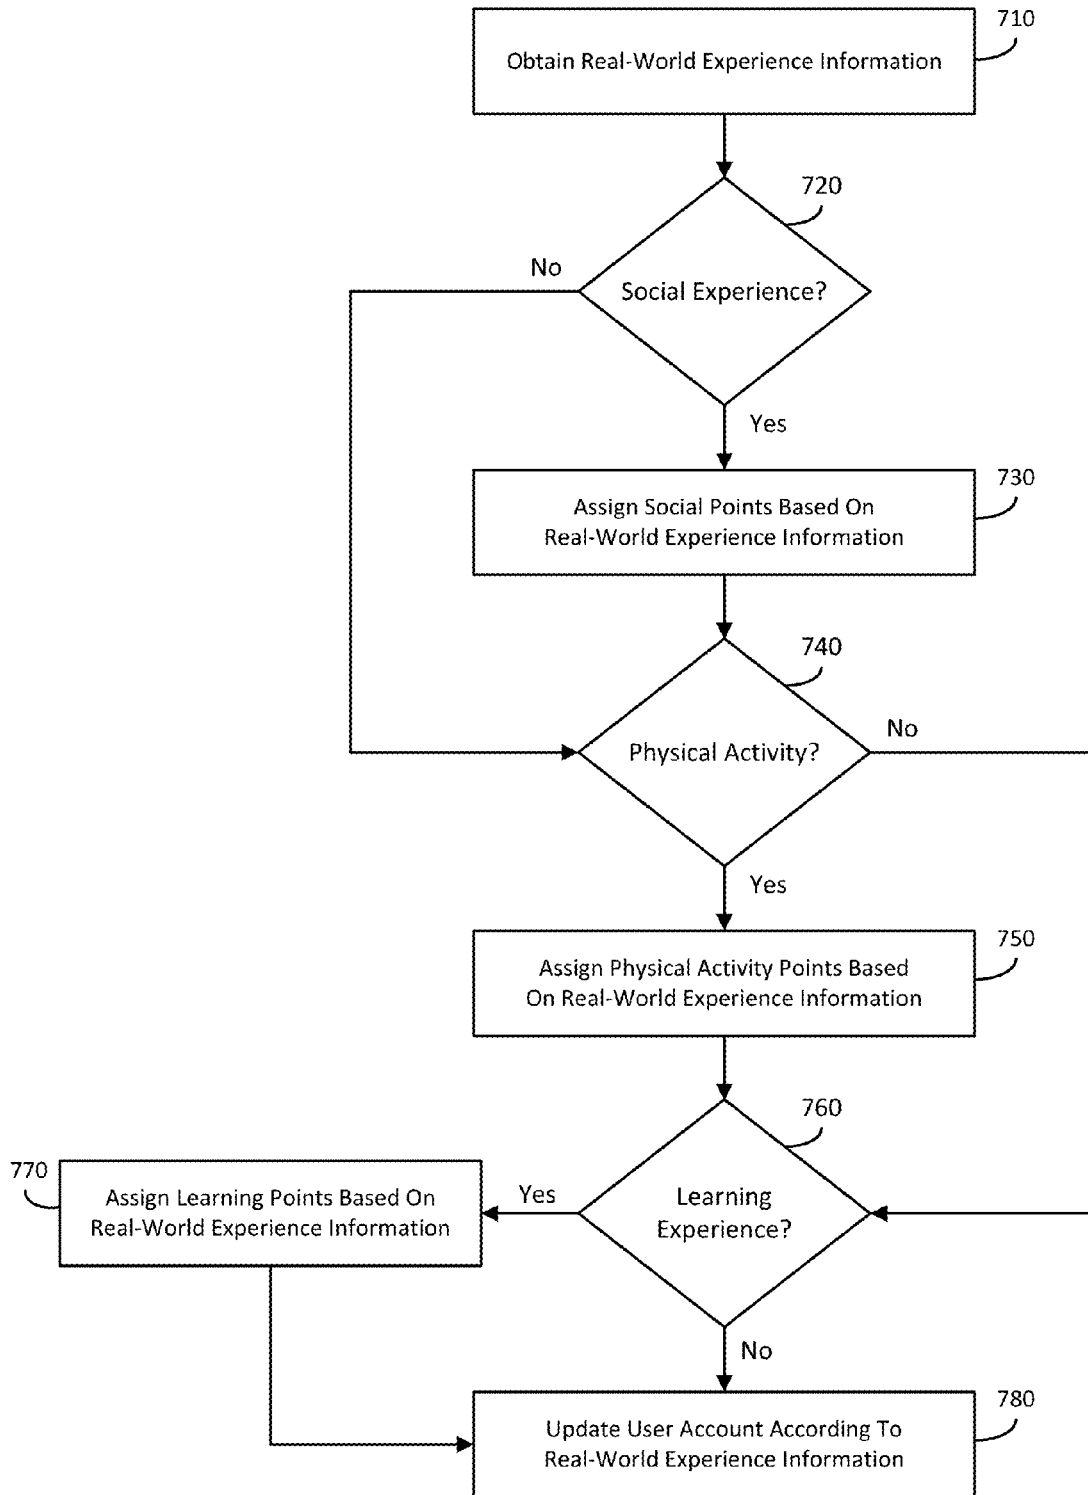 710
Obtain Real-World Experience Information
720
No
Social Experience?
Yes
730
Assign Social Points Based On
Real-World Experience Information
740
No
Physical Activity?
Yes
750
Assign Physical Activity Points Based
On Real-World Experience Information
760
770
Assign Learning Points Based On
Real-World Experience Information
Yes
Learning
Experience?
No
780
Update User Account According To
Real-World Experience Information